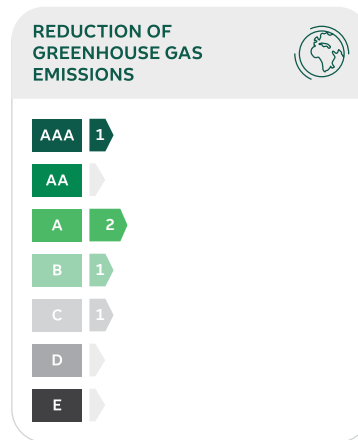 REDUCTION OF
GREENHOUSE GAS
EMISSIONS
AAA 1
AA
A 2
B 1
C 1
D
E